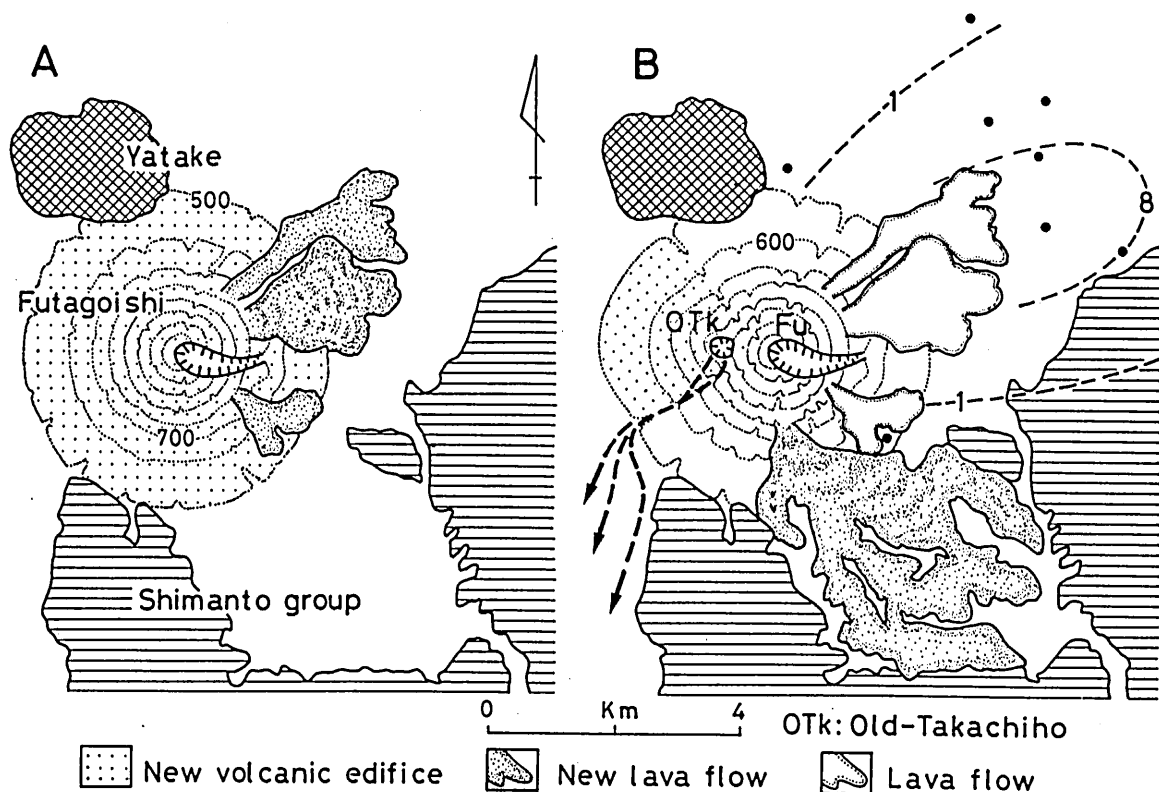 A
Yatake
500
Futagoishi
700
Shimanto group
B
1
8
600
OTk
Fu
1
0 Km 4
OTk: Old-Takachiho
New volcanic edifice
New lava flow
Lava flow